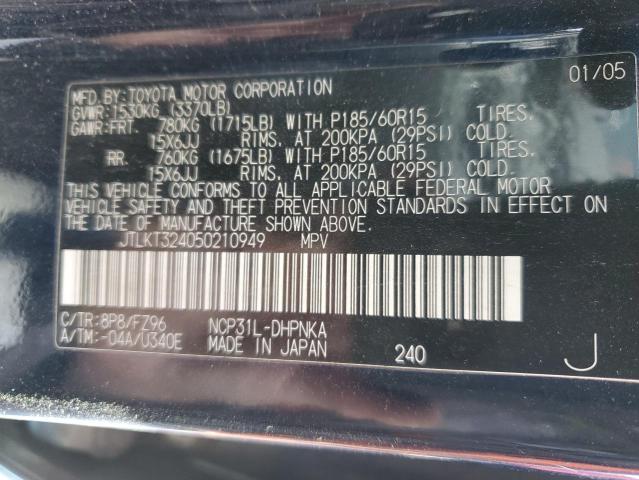 MFD. BY: TOYOTA MOTOR CORPORATION 01/05
GVWR: 1530KG (3370LB)
GAWR: FRT. 780KG (1715LB) WITH P185/60R15 TIRES.
15X6JJ RIMS. AT 200KPA (29PSI) COLD.
RR. 760KG (1675LB) WITH P185/60R15 TIRES.
15X6JJ RIMS. AT 200KPA (29PSI) COLD.
THIS VEHICLE CONFORMS TO ALL APPLICABLE FEDERAL MOTOR
VEHICLE SAFETY AND THEFT PREVENTION STANDARDS IN EFFECT ON
THE DATE OF MANUFACTURE SHOWN ABOVE.
JTLKT324050210949 MPV
C/TR: 8P8/FZ96 NCP31L-DHPNKA
A/TM: -04A/U340E MADE IN JAPAN 240 J